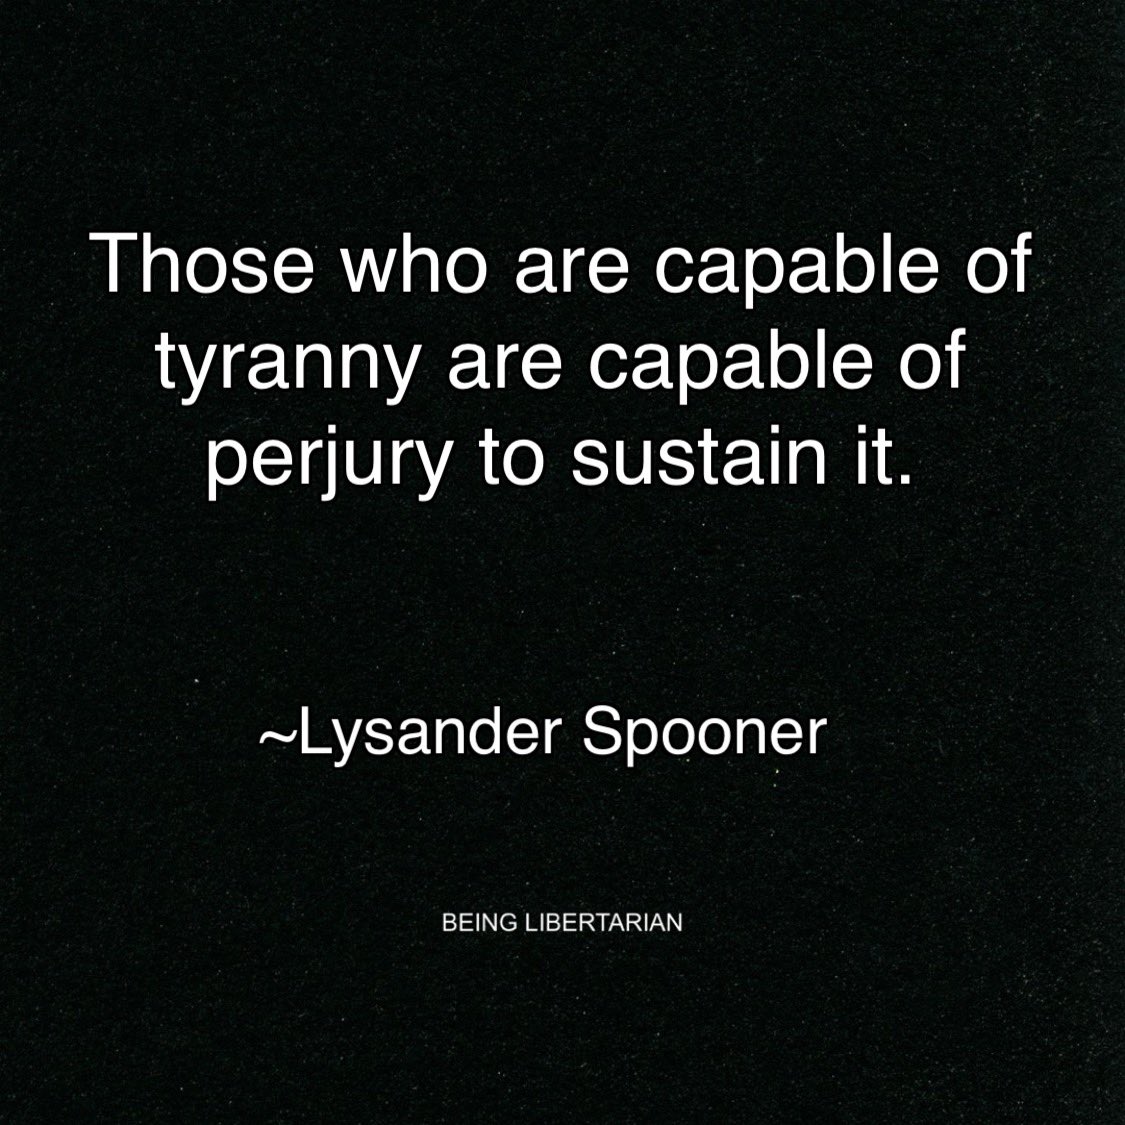 Those who are capable of
tyranny are capable of
perjury to sustain it.
~Lysander Spooner
BEING LIBERTARIAN